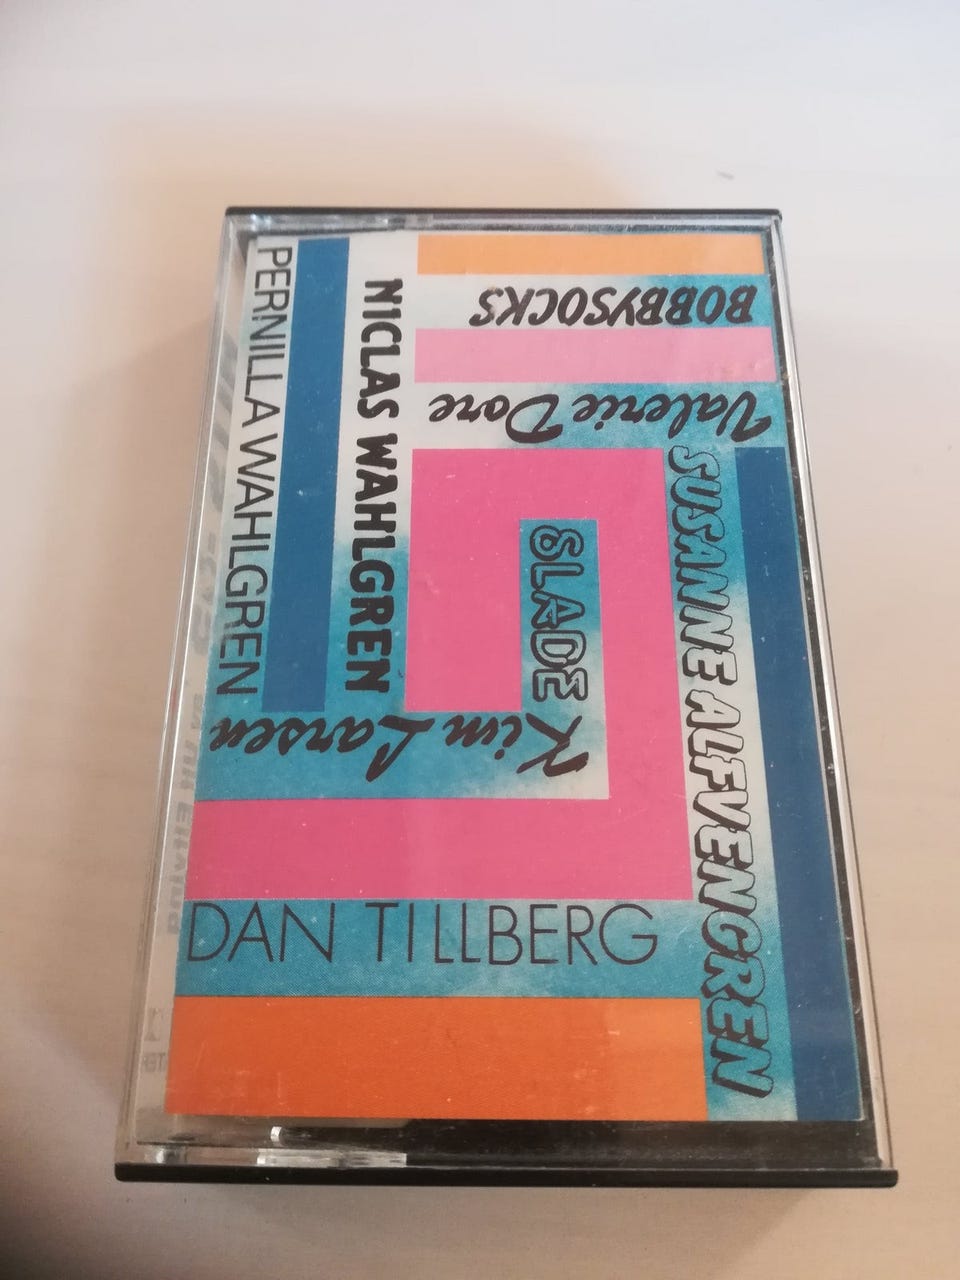 BOBBYSOCKS
Valerie Dore
SUSANNE ALFVENGREN
SLADE
NICLAS WAHLGREN
PERNILLA WAHLGREN
Kim Larsen
DAN TILLBERG